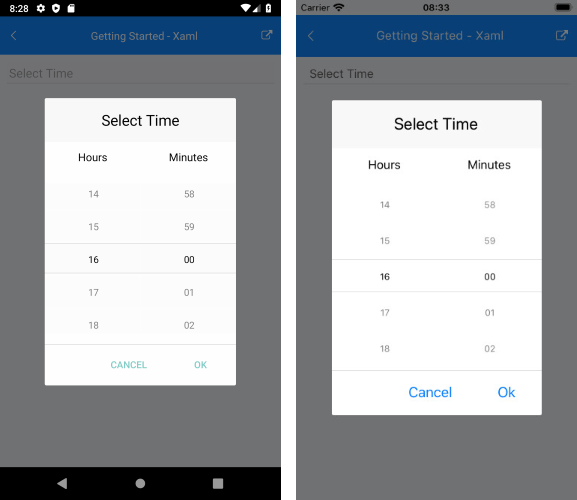 8:28
Getting Started - Xaml
Select Time
Select Time
Hours Minutes
14 58
15 59
16 00
17 01
18 02
CANCEL OK
Carrier 08:33
Getting Started - Xaml
Select Time
Select Time
Hours Minutes
14 58
15 59
16 00
17 01
18 02
Cancel Ok